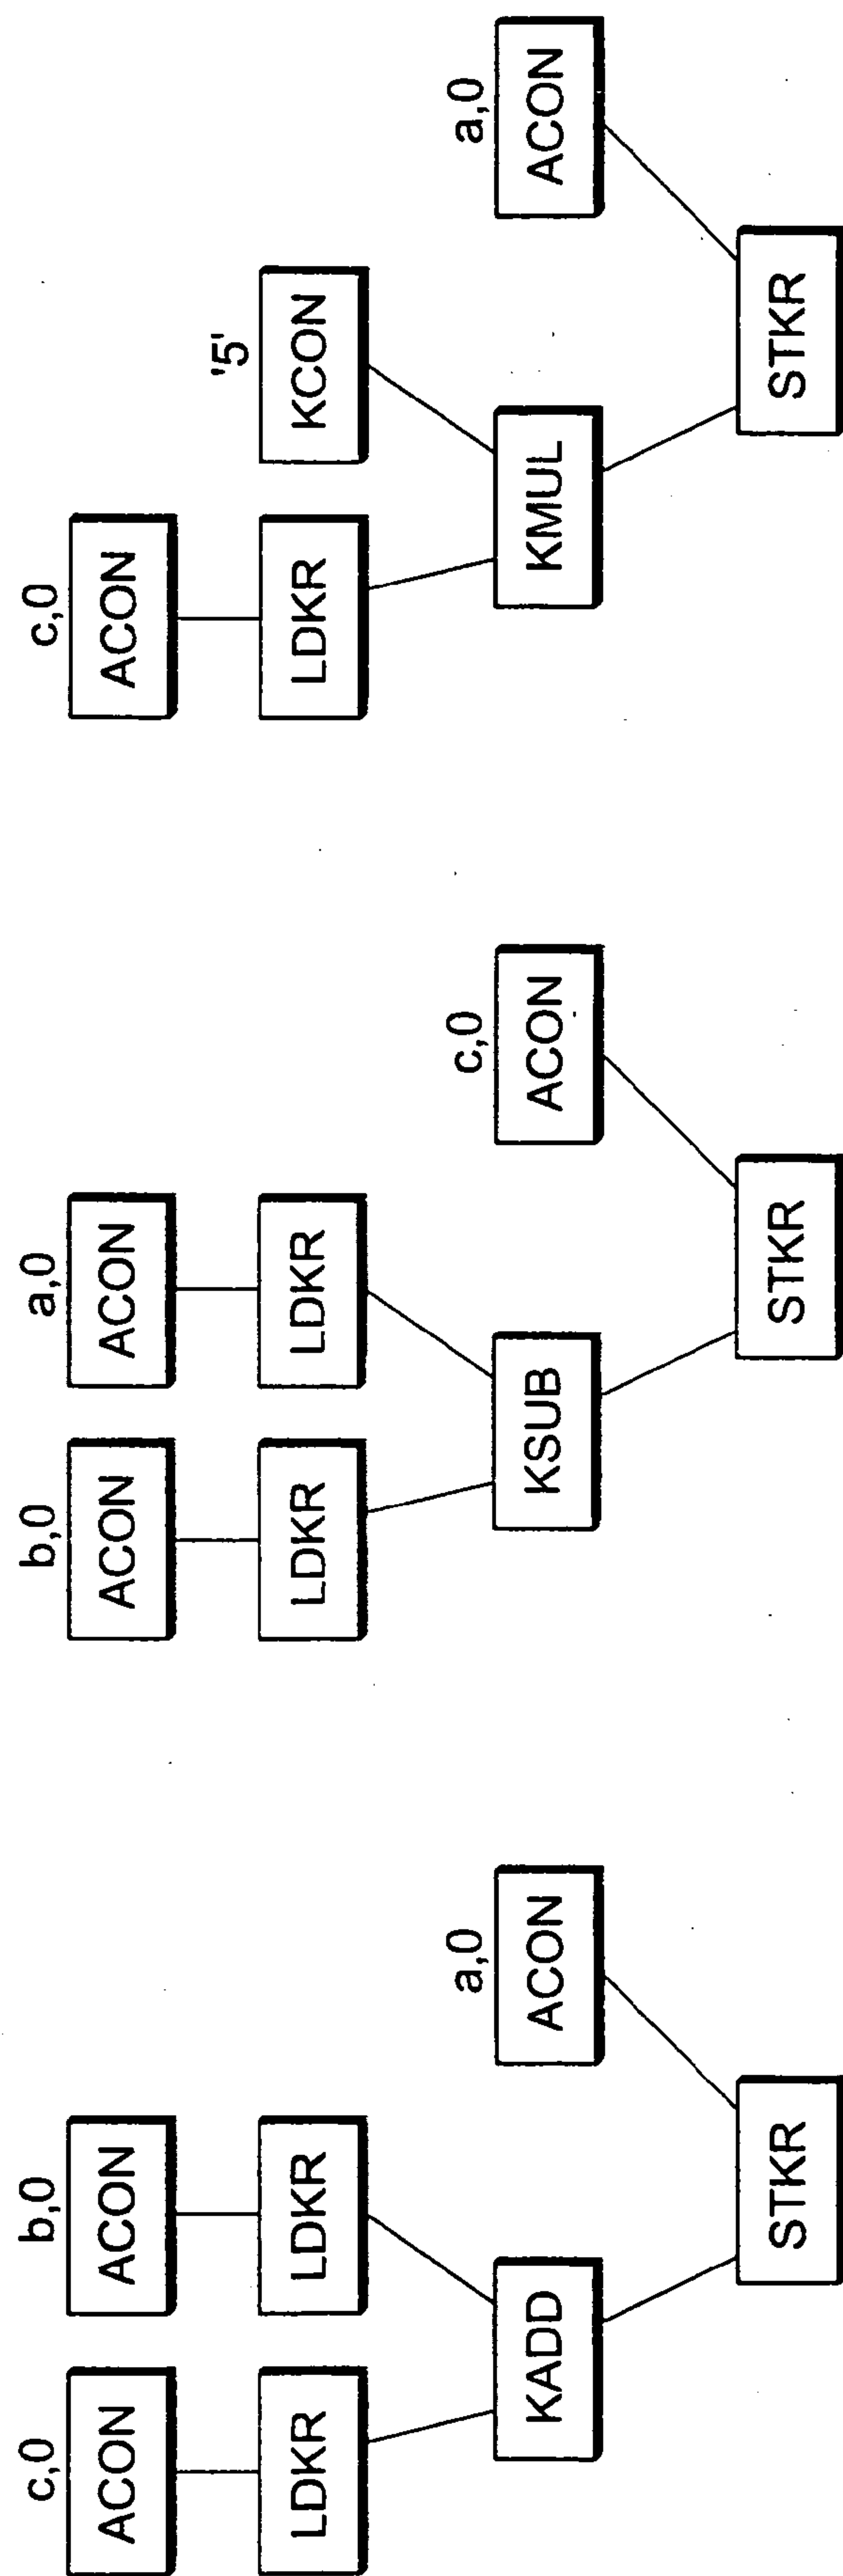 c,0
ACON
b,0
ACON
LDKR
LDKR
KADD
a,0
ACON
STKR
b,0
ACON
a,0
ACON
LDKR
LDKR
KSUB
c,0
ACON
STKR
c,0
ACON
LDKR
'5'
KCON
KMUL
a,0
ACON
STKR